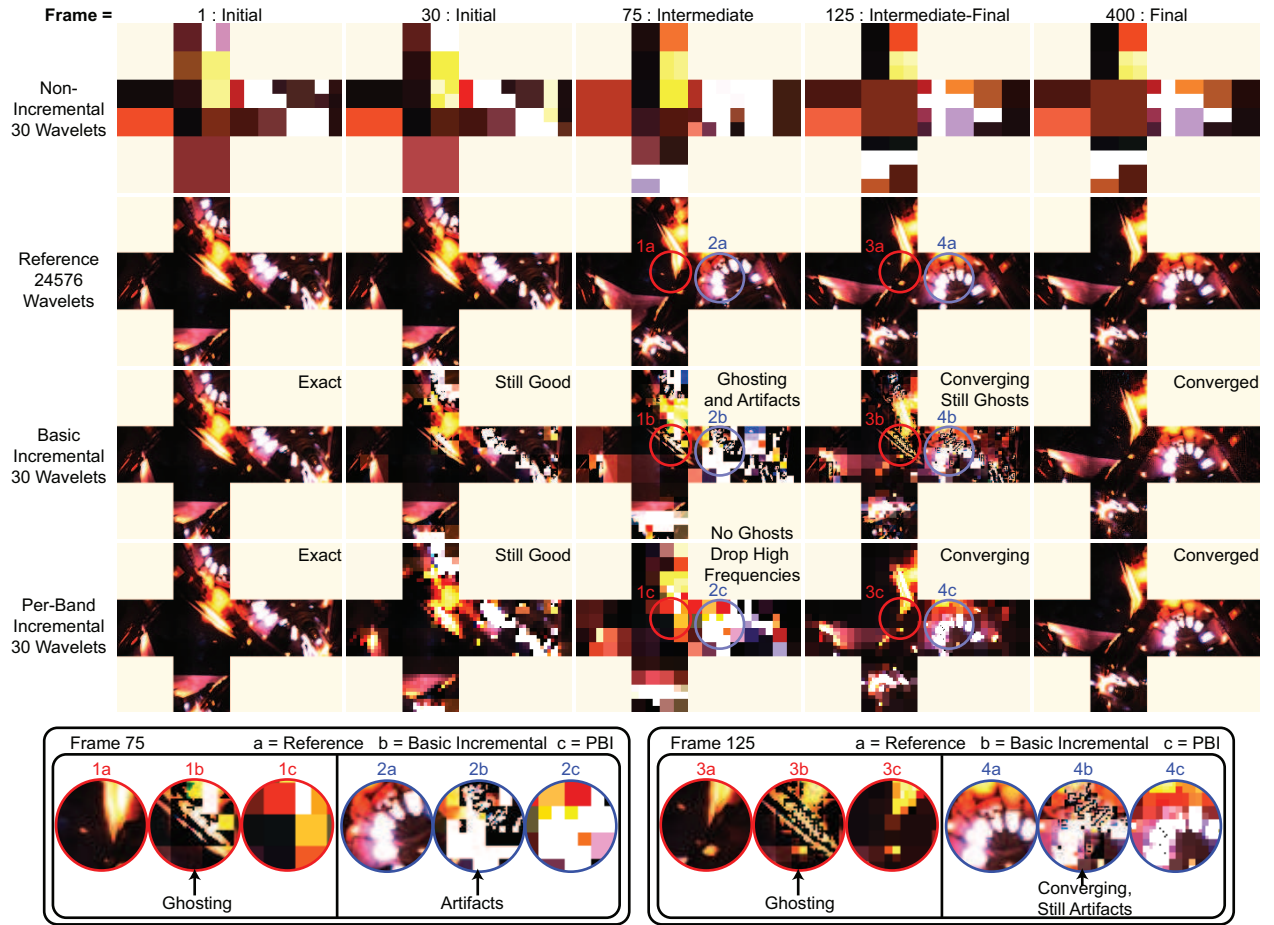 Frame = 1 : Initial 30 : Initial 75 : Intermediate 125 : Intermediate-Final 400 : Final
Non-
Incremental
30 Wavelets
Reference
24576
Wavelets
1a 2a 3a 4a
Basic
Incremental
30 Wavelets
Exact
Still Good
Ghosting
and Artifacts
Converging
Still Ghosts
Converged
1b 2b 3b 4b
Per-Band
Incremental
30 Wavelets
Exact
Still Good
No Ghosts
Drop High
Frequencies
Converging
Converged
1c 2c 3c 4c
Frame 75 a = Reference b = Basic Incremental c = PBI
1a 1b 1c 2a 2b 2c
Ghosting
Artifacts
Frame 125 a = Reference b = Basic Incremental c = PBI
3a 3b 3c 4a 4b 4c
Ghosting
Converging,
Still Artifacts